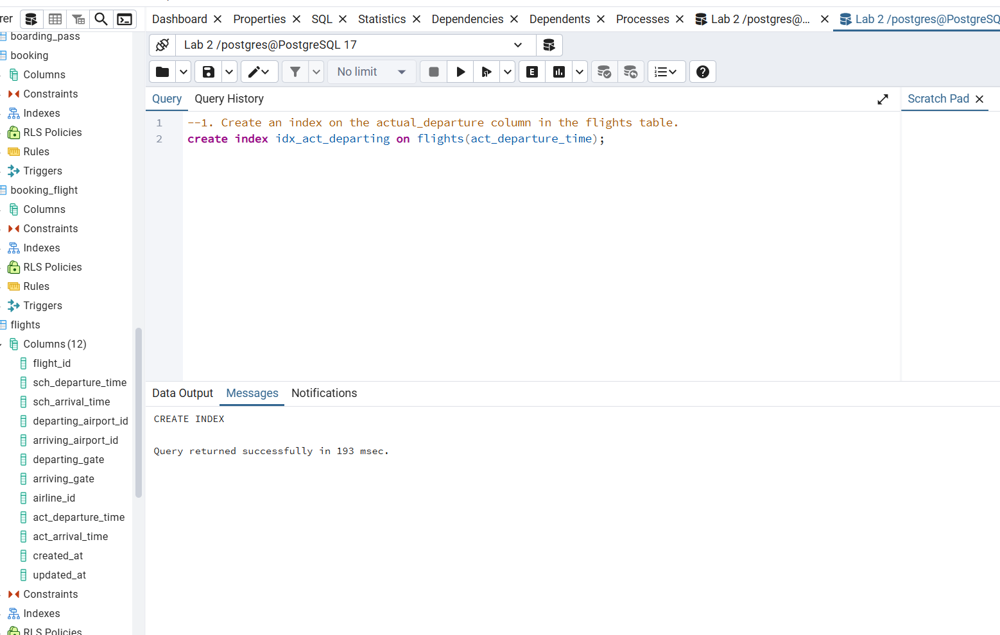 rer
boarding_pass
booking
Columns
Constraints
Indexes
RLS Policies
Rules
Triggers
booking_flight
Columns
Constraints
Indexes
RLS Policies
Rules
Triggers
flights
Columns (12)
flight_id
sch_departure_time
sch_arrival_time
departing_airport_id
arriving_airport_id
departing_gate
arriving_gate
airline_id
act_departure_time
act_arrival_time
created_at
updated_at
Constraints
Indexes
RLS Policies
Dashboard Properties SQL Statistics Dependencies Dependents Processes Lab 2 /postgres@... Lab 2 /postgres@PostgreSQ
Lab 2 /postgres@PostgreSQL 17
No limit E
Query Query History Scratch Pad
1 --1. Create an index on the actual_departure column in the flights table.
2 create index idx_act_departing on flights(act_departure_time);
Data Output Messages Notifications
CREATE INDEX
Query returned successfully in 193 msec.